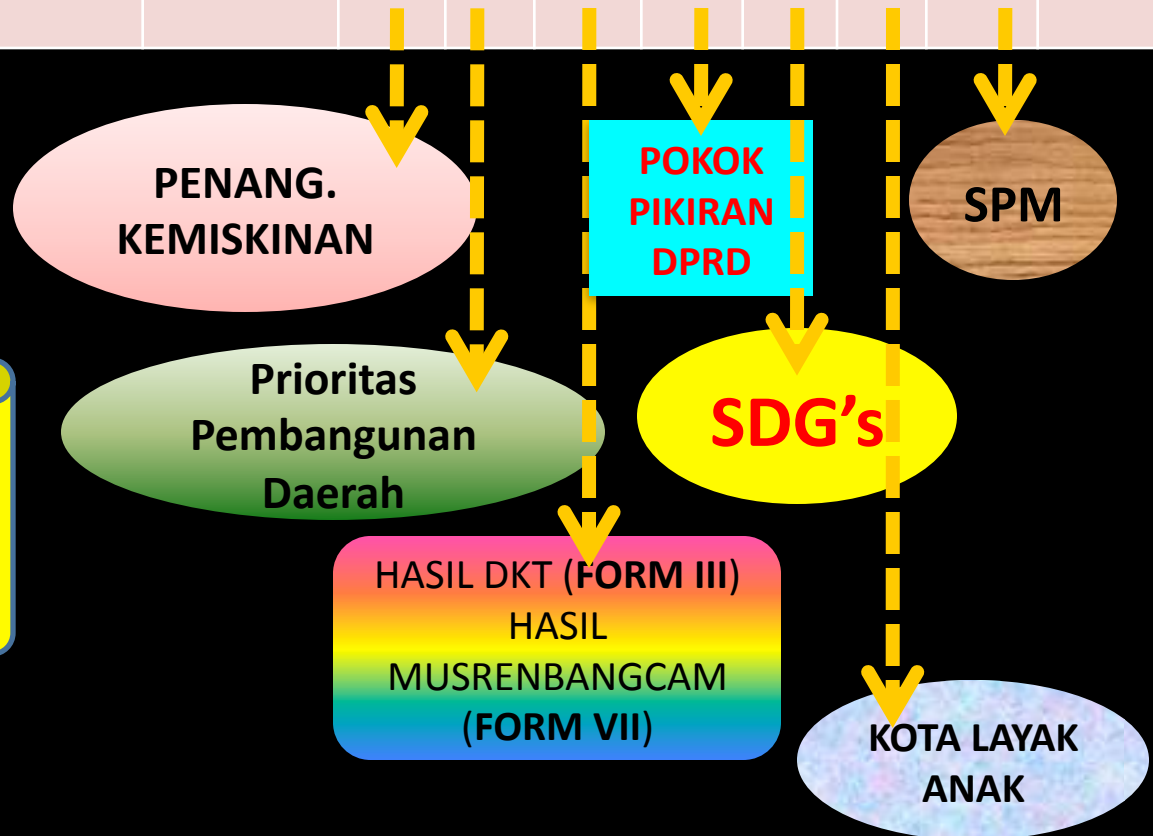 PENANG.
KEMISKINAN
POKOK
PIKIRAN
DPRD
SPM
Prioritas
Pembangunan
Daerah
SDG’s
HASIL DKT (FORM III)
HASIL
MUSRENBANGCAM
(FORM VII)
KOTA LAYAK
ANAK